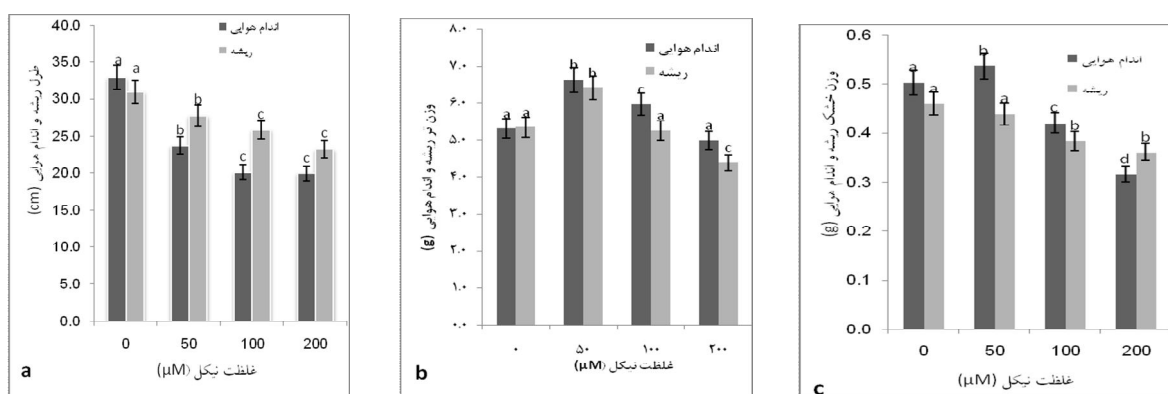 40.0
35.0
30.0
25.0
20.0
15.0
10.0
5.0
0.0
طول ریشه و اندام هوایی (cm)
اندام هوایی
ریشه
a a
b b
c c
c c
0 50 100 200
غلظت نیکل (µM)
a
۸.۰
۷.۰
۶.۰
۵.۰
۴.۰
۳.۰
۲.۰
۱.۰
۰.۰
وزن تر ریشه و اندام هوایی (g)
اندام هوایی
ریشه
a a
b b
c a
a c
۰ ۵۰ ۱۰۰ ۲۰۰
غلظت نیکل (µM)
b
0.6
0.5
0.4
0.3
0.2
0.1
0.0
وزن خشک ریشه و اندام هوایی (g)
اندام هوایی
ریشه
a a
b a
c b
d b
0 50 100 200
غلظت نیکل (µM)
c